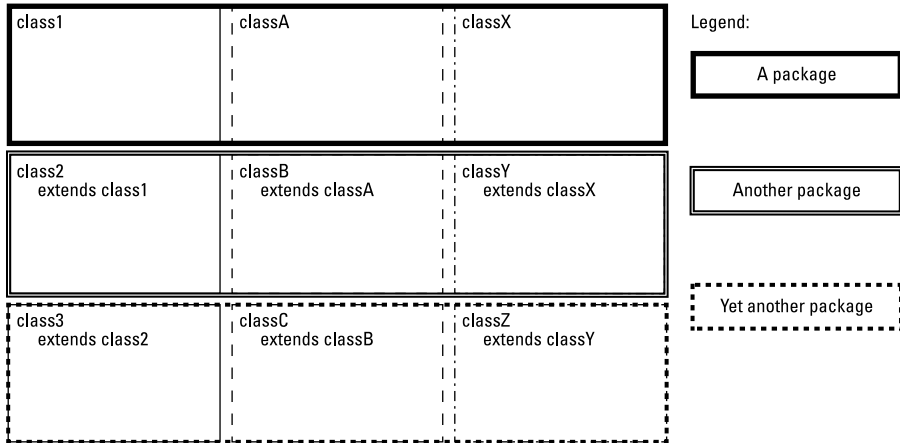 class1
classA
classX
Legend:
A package
class2
extends class1
classB
extends classA
classY
extends classX
Another package
class3
extends class2
classC
extends classB
classZ
extends classY
Yet another package